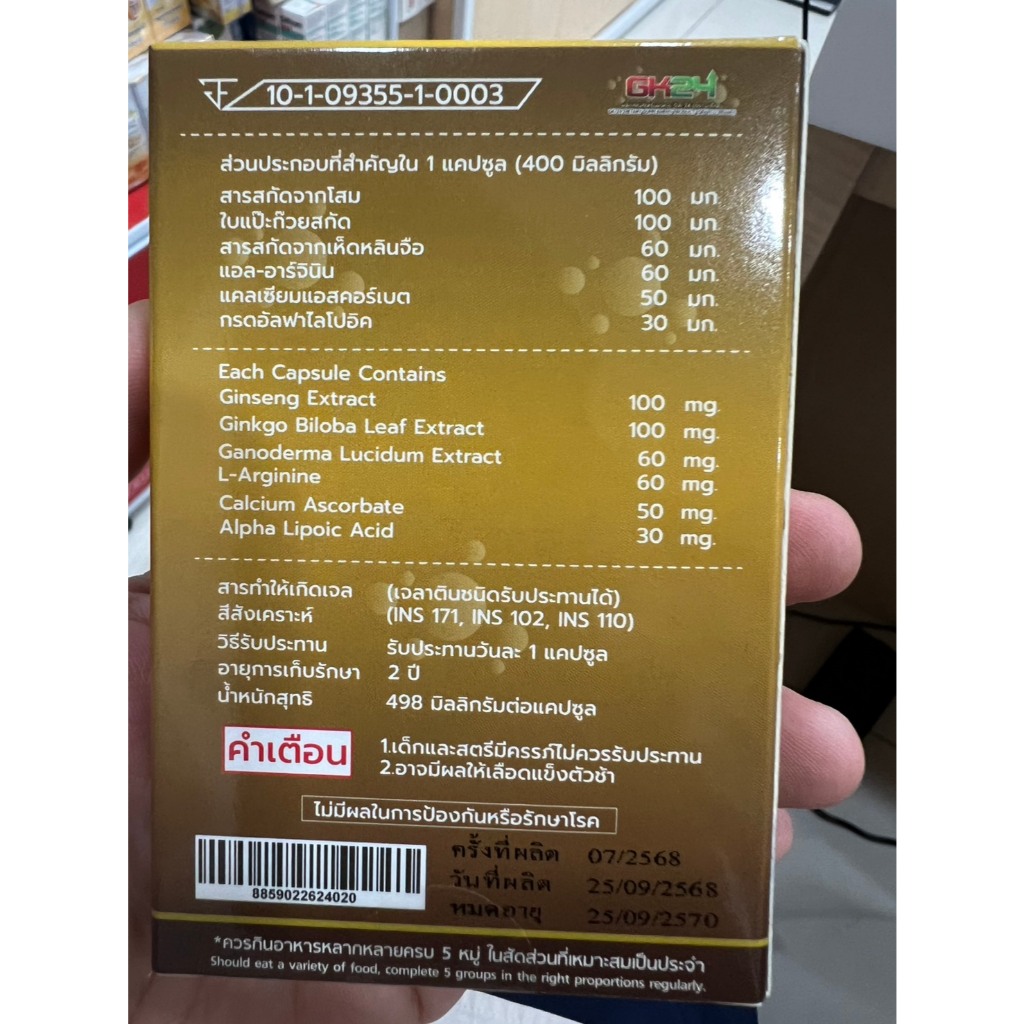 10-1-09355-1-0003
GK24
ส่วนประกอบที่สำคัญใน 1 แคปซูล (400 มิลลิกรัม)
สารสกัดจากโสม 100 มก.
ใบแป๊ะก๊วยสกัด 100 มก.
สารสกัดจากเห็ดหลินจือ 60 มก.
แอล-อาร์จินิน 60 มก.
แคลเซียมแอสคอร์เบต 50 มก.
กรดอัลฟาไลโปอิค 30 มก.
Each Capsule Contains
Ginseng Extract 100 mg.
Ginkgo Biloba Leaf Extract 100 mg.
Ganoderma Lucidum Extract 60 mg.
L-Arginine 60 mg.
Calcium Ascorbate 50 mg.
Alpha Lipoic Acid 30 mg.
สารทำให้เกิดเจล (เจลาตินชนิดรับประทานได้)
สีสังเคราะห์ (INS 171, INS 102, INS 110)
วิธีรับประทาน รับประทานวันละ 1 แคปซูล
อายุการเก็บรักษา 2 ปี
น้ำหนักสุทธิ 498 มิลลิกรัมต่อแคปซูล
คำเตือน 1.เด็กและสตรีมีครรภ์ไม่ควรรับประทาน
2.อาจมีผลให้เลือดแข็งตัวช้า
ไม่มีผลในการป้องกันหรือรักษาโรค
ครั้งที่ผลิต 07/2568
วันที่ผลิต 25/09/2568
หมดอายุ 25/09/2570
8859022624020
*ควรกินอาหารหลากหลายครบ 5 หมู่ ในสัดส่วนที่เหมาะสมเป็นประจำ
Should eat a variety of food, complete 5 groups in the right proportions regularly.